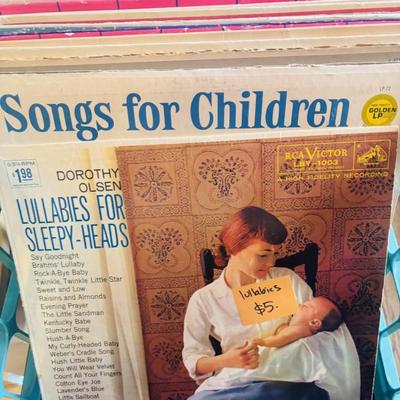 LP 12
Songs for Children
GOLDEN
LP
33⅓ RPM
$1.98
DOROTHY
OLSEN
LULLABIES FOR
SLEEPY-HEADS
RCA VICTOR
LBY-1003
A HIGH FIDELITY RECORDING
Say Goodnight
Brahms' Lullaby
Rock-A-Bye Baby
Twinkle, Twinkle Little Star
Sweet and Low
Raisins and Almonds
Evening Prayer
The Little Sandman
Kentucky Babe
Slumber Song
Hush-A-Bye
My Curly-Headed Baby
Weber's Cradle Song
Hush Little Baby
You Will Wear Velvet
Count All Your Fingers
Cotton Eye Joe
Lavender's Blue
Little Sailboat
lullabies
$5.